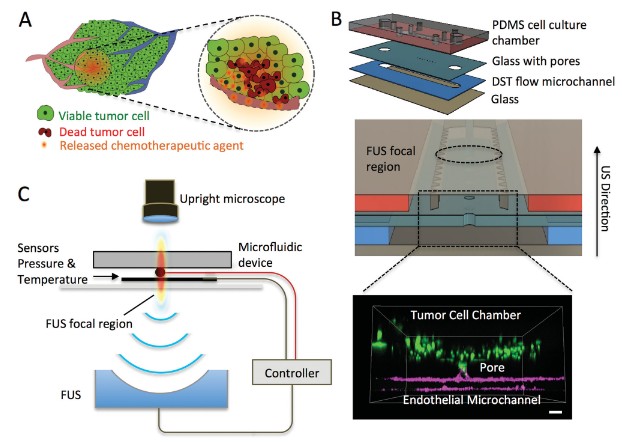 A
Viable tumor cell
Dead tumor cell
Released chemotherapeutic agent
B
PDMS cell culture
chamber
Glass with pores
DST flow microchannel
Glass
FUS focal
region
US Direction
Tumor Cell Chamber
Pore
Endothelial Microchannel
C
Upright microscope
Sensors
Pressure &
Temperature
Microfluidic
device
FUS focal region
Controller
FUS